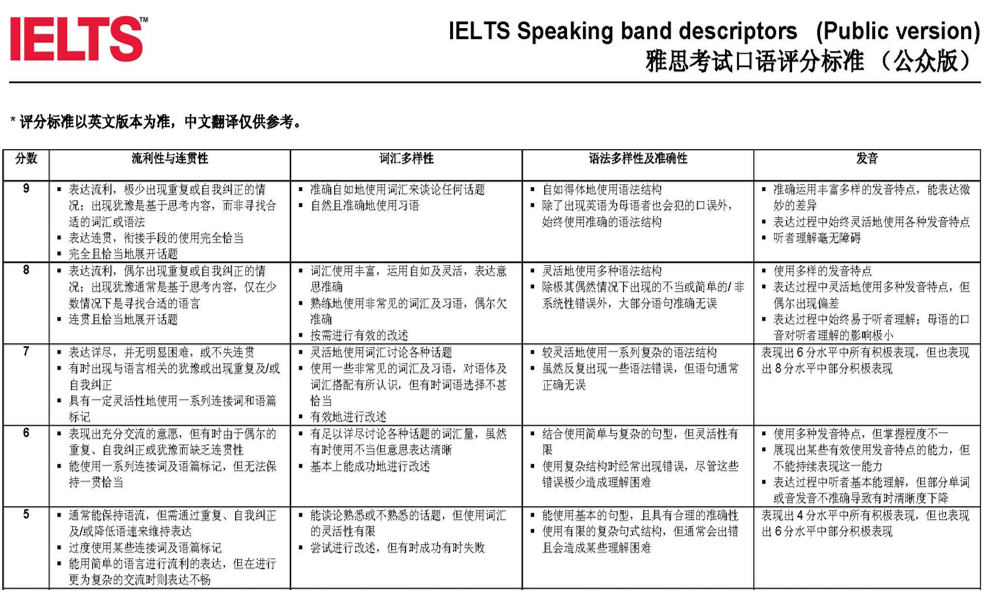 IELTS™
IELTS Speaking band descriptors (Public version)
雅思考试口语评分标准 （公众版）
* 评分标准以英文版本为准，中文翻译仅供参考。
分数
流利性与连贯性
词汇多样性
语法多样性及准确性
发音
9
▪ 表达流利，极少出现重复或自我纠正的情
况；出现犹豫是基于思考内容，而非寻找合
适的词汇或语法
▪ 表达连贯，衔接手段的使用完全恰当
▪ 完全且恰当地展开话题
▪ 准确自如地使用词汇来谈论任何话题
▪ 自然且准确地使用习语
▪ 自如得体地使用语法结构
▪ 除了出现英语为母语者也会犯的口误外，
始终使用准确的语法结构
▪ 准确运用丰富多样的发音特点，能表达微
妙的差异
▪ 表达过程中始终灵活地使用各种发音特点
▪ 听者理解毫无障碍
8
▪ 表达流利，偶尔出现重复或自我纠正的情
况；出现犹豫通常是基于思考内容，仅在少
数情况下是寻找合适的语言
▪ 连贯且恰当地展开话题
▪ 词汇使用丰富，运用自如及灵活，表达意
思准确
▪ 熟练地使用非常见的词汇及习语，偶尔欠
准确
▪ 按需进行有效的改述
▪ 灵活地使用多种语法结构
▪ 除极其偶然情况下出现的不当或简单的/ 非
系统性错误外，大部分语句准确无误
▪ 使用多样的发音特点
▪ 表达过程中灵活地使用多种发音特点，但
偶尔出现偏差
▪ 表达过程中始终易于听者理解；母语的口
音对听者理解的影响极小
7
▪ 表达详尽，并无明显困难，或不失连贯
▪ 有时出现与语言相关的犹豫或出现重复及/或
自我纠正
▪ 具有一定灵活性地使用一系列连接词和语篇
标记
▪ 灵活地使用词汇讨论各种话题
▪ 使用一些非常见的词汇及习语，对语体及
词汇搭配有所认识，但有时词语选择不甚
恰当
▪ 有效地进行改述
▪ 较灵活地使用一系列复杂的语法结构
▪ 虽然反复出现一些语法错误，但语句通常
正确无误
表现出 6 分水平中所有积极表现，但也表现
出 8 分水平中部分积极表现
6
▪ 表现出充分交流的意愿，但有时由于偶尔的
重复、自我纠正或犹豫而缺乏连贯性
▪ 能使用一系列连接词及语篇标记，但无法保
持一贯恰当
▪ 有足以详尽讨论各种话题的词汇量，虽然
有时使用不当但意思表达清晰
▪ 基本上能成功地进行改述
▪ 结合使用简单与复杂的句型，但灵活性有
限
▪ 使用复杂结构时经常出现错误，尽管这些
错误极少造成理解困难
▪ 使用多种发音特点，但掌握程度不一
▪ 展现出某些有效使用发音特点的能力，但
不能持续表现这一能力
▪ 表达过程中听者基本能理解，但部分单词
或音发音不准确导致有时清晰度下降
5
▪ 通常能保持语流，但需通过重复、自我纠正
及/或降低语速来维持表达
▪ 过度使用某些连接词及语篇标记
▪ 能用简单的语言进行流利的表达，但在进行
更为复杂的交流时则表达不畅
▪ 能谈论熟悉或不熟悉的话题，但使用词汇
的灵活性有限
▪ 尝试进行改述，但有时成功有时失败
▪ 能使用基本的句型，且具有合理的准确性
▪ 使用有限的复杂句式结构，但通常会出错
且会造成某些理解困难
表现出 4 分水平中所有积极表现，但也表现
出 6 分水平中部分积极表现